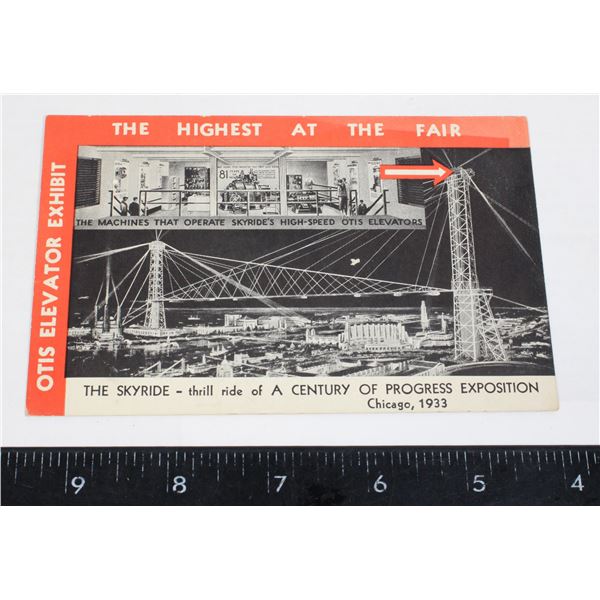 THE HIGHEST AT THE FAIR
OTIS ELEVATOR EXHIBIT
81
THE MACHINES THAT OPERATE SKYRIDE'S HIGH-SPEED OTIS ELEVATORS
THE SKYRIDE - thrill ride of A CENTURY OF PROGRESS EXPOSITION
Chicago, 1933
9 8 7 6 5 4